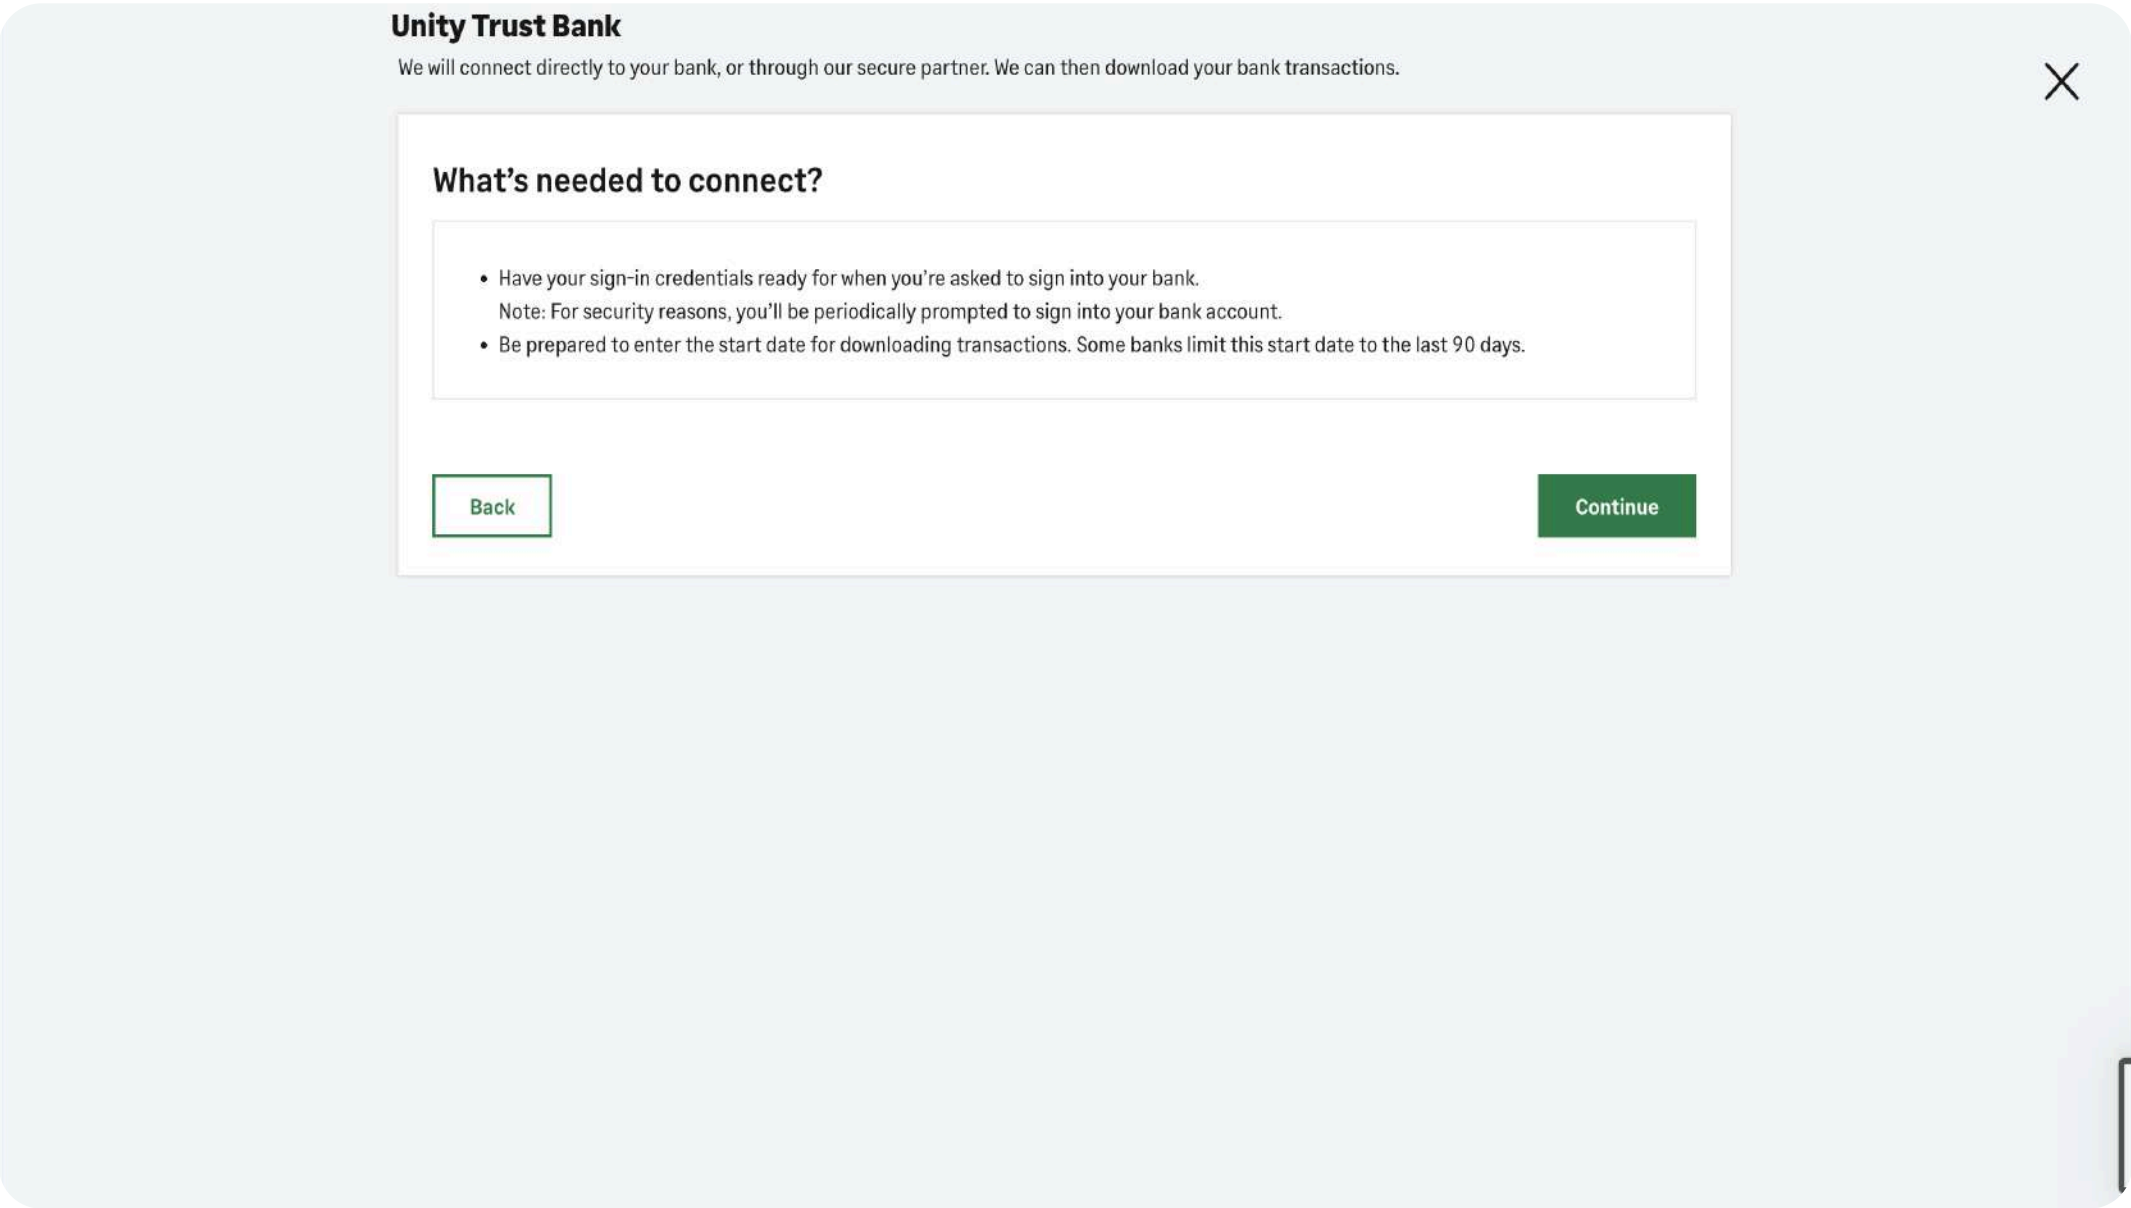 Unity Trust Bank
We will connect directly to your bank, or through our secure partner. We can then download your bank transactions.
What's needed to connect?
• Have your sign-in credentials ready for when you're asked to sign into your bank.
Note: For security reasons, you'll be periodically prompted to sign into your bank account.
• Be prepared to enter the start date for downloading transactions. Some banks limit this start date to the last 90 days.
Back
Continue